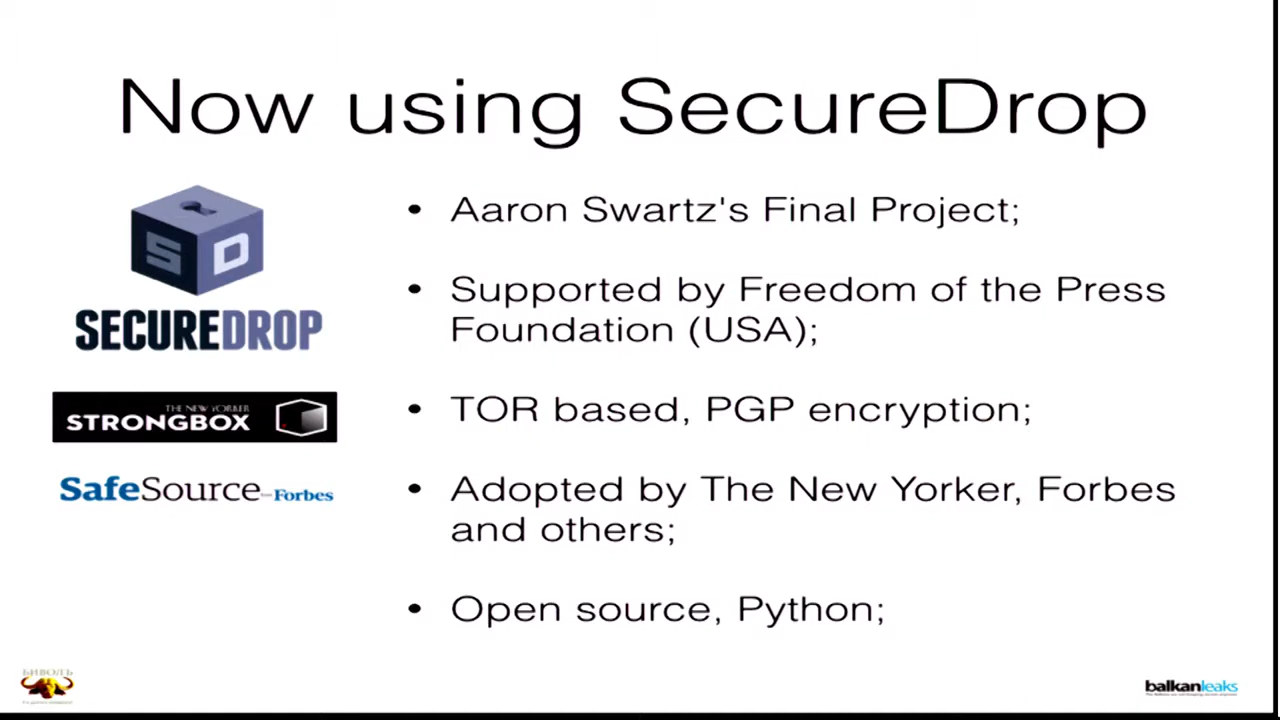 Now using SecureDrop
SD
SECUREDROP
THE NEW YORKER
STRONGBOX
SafeSource Forbes
• Aaron Swartz's Final Project;
• Supported by Freedom of the Press
Foundation (USA);
• TOR based, PGP encryption;
• Adopted by The New Yorker, Forbes
and others;
• Open source, Python;
БИВОЛЪ
balkanleaks